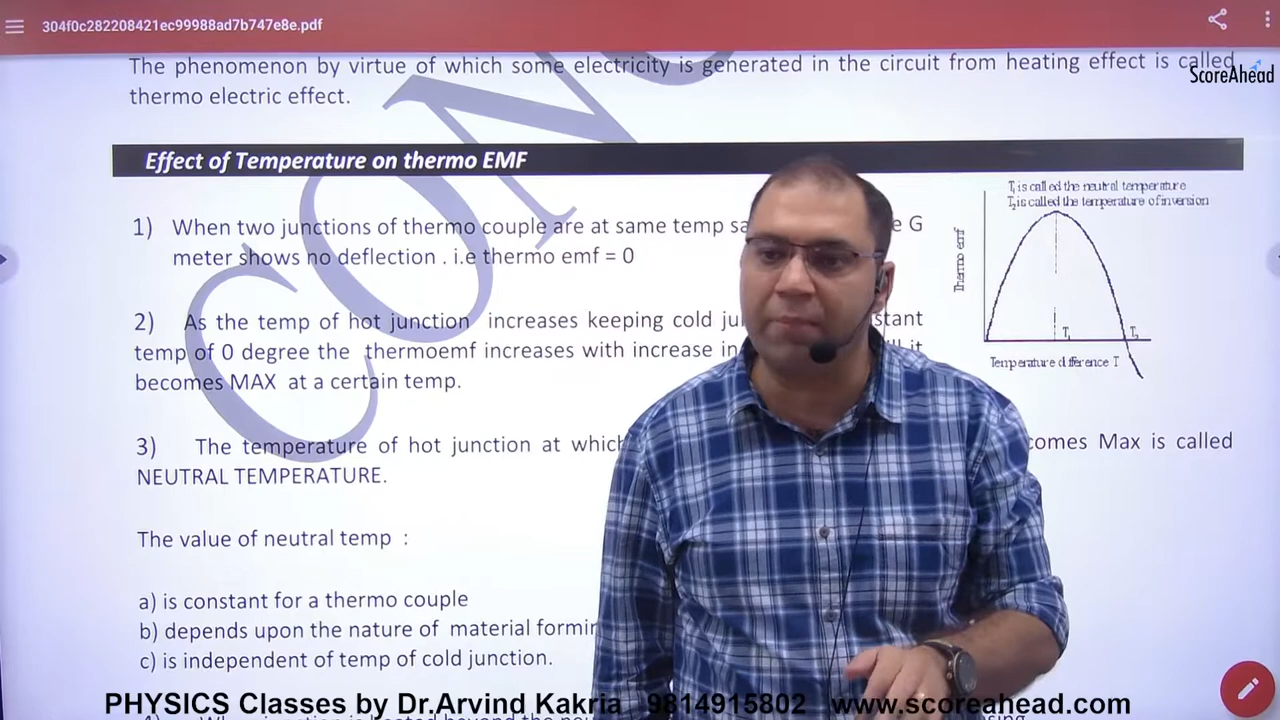 304f0c282208421ec99988ad7b747e8e.pdf
The phenomenon by virtue of which some electricity is generated in the circuit from heating effect is called
ScoreAhead
thermo electric effect.
CON
Effect of Temperature on thermo EMF
T₁ is called the neutral temperature
T₂ is called the temperature of inversion
1) When two junctions of thermo couple are at same temp sa e G
meter shows no deflection . i.e thermo emf = 0
Thermo emf
2) As the temp of hot junction increases keeping cold ju stant
temp of 0 degree the thermoemf increases with increase in it
becomes MAX at a certain temp.
T₁ T₂
Temperature difference T
3) The temperature of hot junction at which comes Max is called
NEUTRAL TEMPERATURE.
The value of neutral temp :
a) is constant for a thermo couple
b) depends upon the nature of material formin
c) is independent of temp of cold junction.
PHYSICS Classes by Dr.Arvind Kakria 9814915802 www.scoreahead.com